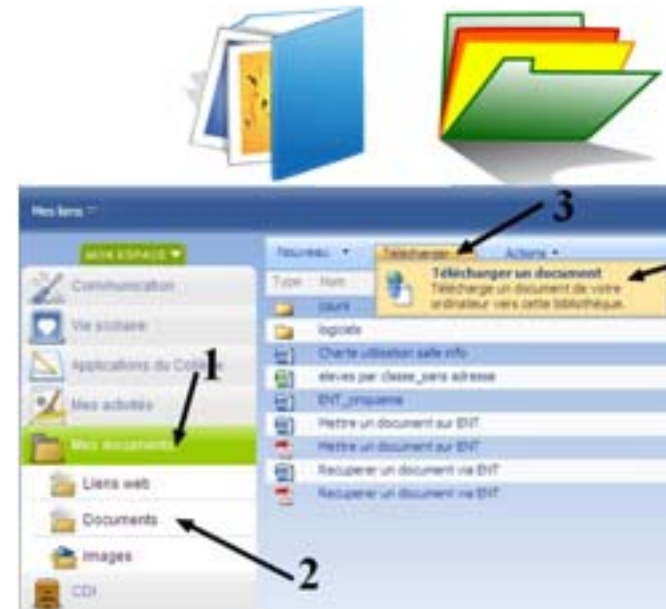 Mes liens
3
MON ESPACE
Nouveau
Télécharger
Actions
Communication
Type
Nom
Télécharger un document
Télécharge un document de votre
ordinateur vers cette bibliothèque.
cours
Vie scolaire
logiciels
Applications du Collège
1
Charte utilisation salle info
eleves par classe_sans adresse
Mes activités
ENT_cinquieme
Mettre un document sur ENT
Mes documents
Mettre un document sur ENT
Liens web
Recuperer un document via ENT
Recuperer un document via ENT
Documents
Images
2
CDI